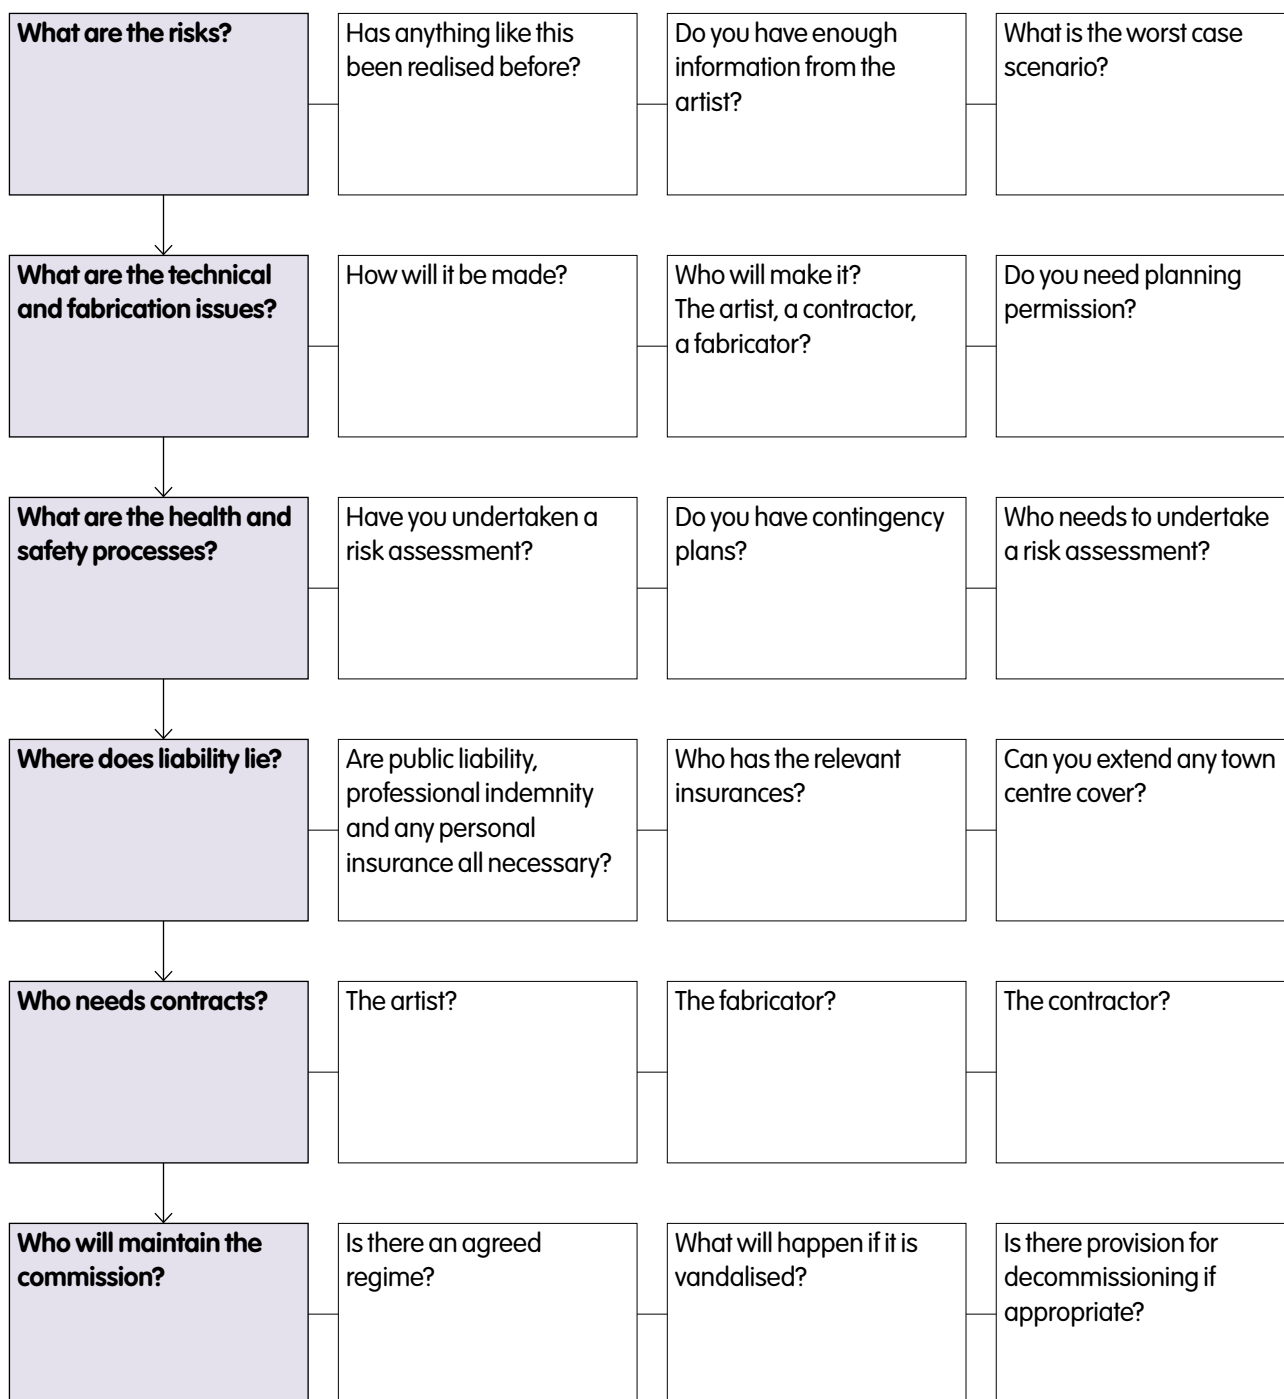 What are the risks?
Has anything like this
been realised before?
Do you have enough
information from the
artist?
What is the worst case
scenario?
What are the technical
and fabrication issues?
How will it be made?
Who will make it?
The artist, a contractor,
a fabricator?
Do you need planning
permission?
What are the health and
safety processes?
Have you undertaken a
risk assessment?
Do you have contingency
plans?
Who needs to undertake
a risk assessment?
Where does liability lie?
Are public liability,
professional indemnity
and any personal
insurance all necessary?
Who has the relevant
insurances?
Can you extend any town
centre cover?
Who needs contracts?
The artist?
The fabricator?
The contractor?
Who will maintain the
commission?
Is there an agreed
regime?
What will happen if it is
vandalised?
Is there provision for
decommissioning if
appropriate?